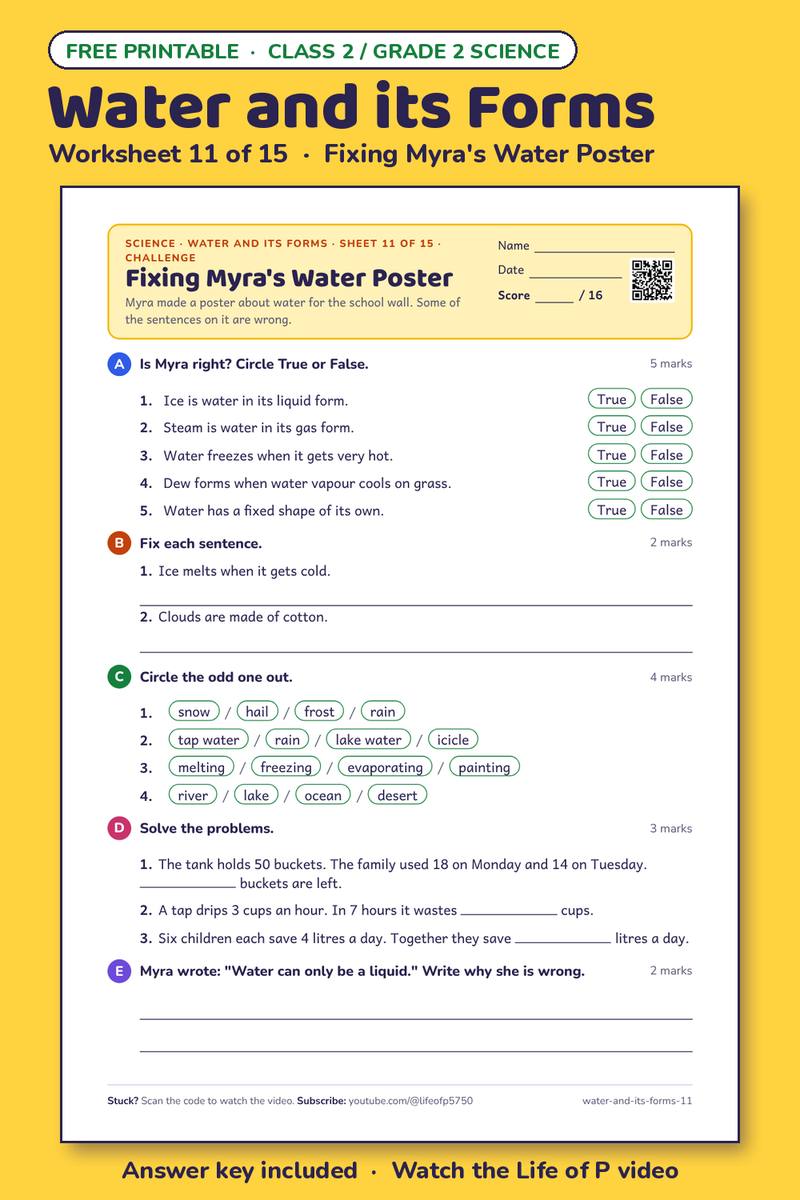 FREE PRINTABLE · CLASS 2 / GRADE 2 SCIENCE
Water and its Forms
Worksheet 11 of 15 · Fixing Myra's Water Poster
SCIENCE · WATER AND ITS FORMS · SHEET 11 OF 15 ·
CHALLENGE
Fixing Myra's Water Poster
Myra made a poster about water for the school wall. Some of
the sentences on it are wrong.
Name
Date
Score / 16
A Is Myra right? Circle True or False. 5 marks
1. Ice is water in its liquid form. True False
2. Steam is water in its gas form. True False
3. Water freezes when it gets very hot. True False
4. Dew forms when water vapour cools on grass. True False
5. Water has a fixed shape of its own. True False
B Fix each sentence. 2 marks
1. Ice melts when it gets cold.
2. Clouds are made of cotton.
C Circle the odd one out. 4 marks
1. snow / hail / frost / rain
2. tap water / rain / lake water / icicle
3. melting / freezing / evaporating / painting
4. river / lake / ocean / desert
D Solve the problems. 3 marks
1. The tank holds 50 buckets. The family used 18 on Monday and 14 on Tuesday.
____________ buckets are left.
2. A tap drips 3 cups an hour. In 7 hours it wastes ____________ cups.
3. Six children each save 4 litres a day. Together they save ____________ litres a day.
E Myra wrote: "Water can only be a liquid." Write why she is wrong. 2 marks
Stuck? Scan the code to watch the video. Subscribe: youtube.com/@lifeofp5750
water-and-its-forms-11
Answer key included · Watch the Life of P video